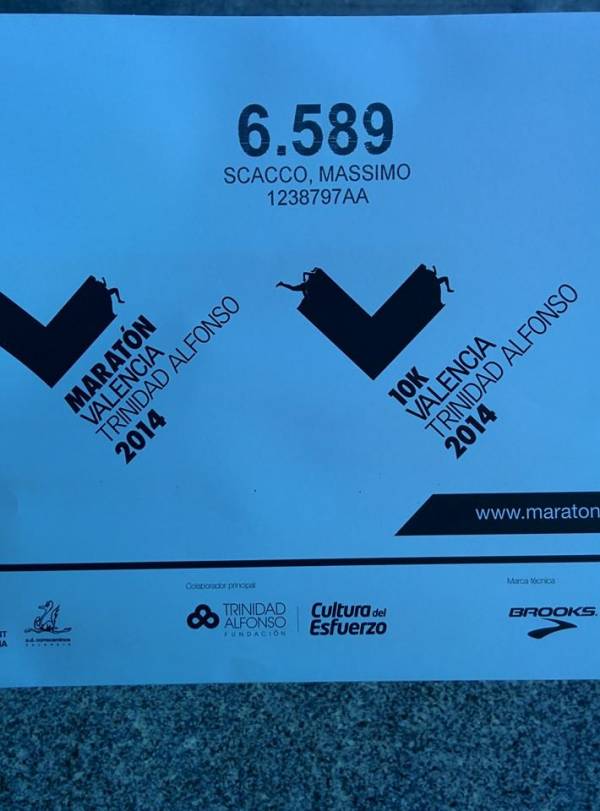 6.589
SCACCO, MASSIMO
1238797AA
MARATÓN
VALENCIA
TRINIDAD ALFONSO
2014
10K
VALENCIA
TRINIDAD ALFONSO
2014
www.maraton
Colaborador principal
Marca técnica
TRINIDAD
ALFONSO
FUNDACIÓN
Cultura del
Esfuerzo
BROOKS